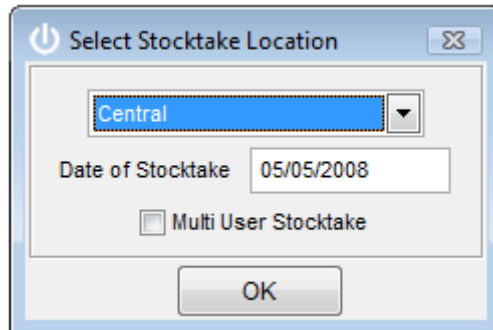 Select Stocktake Location
Central
Date of Stocktake 05/05/2008
Multi User Stocktake
OK